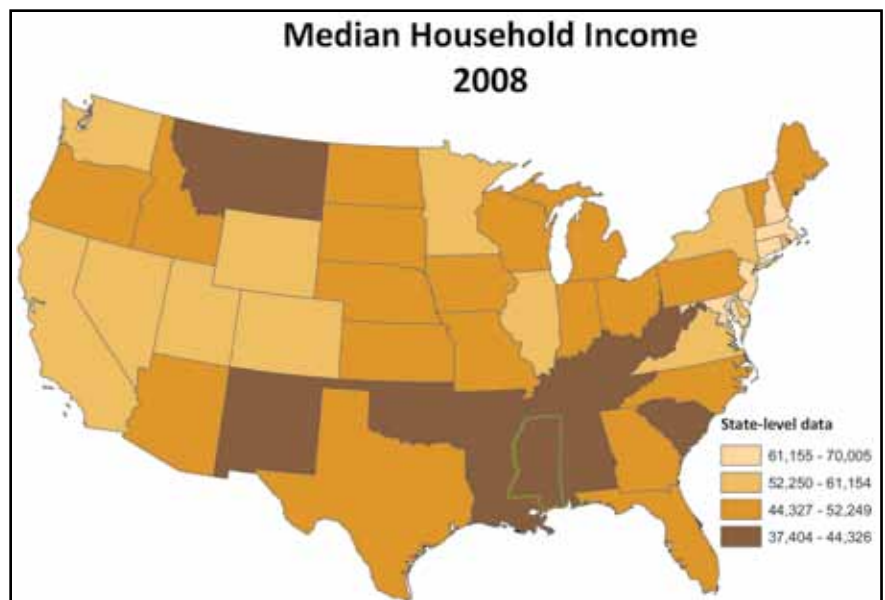 Median Household Income
2008
State-level data
61,155 - 70,005
52,250 - 61,154
44,327 - 52,249
37,404 - 44,326